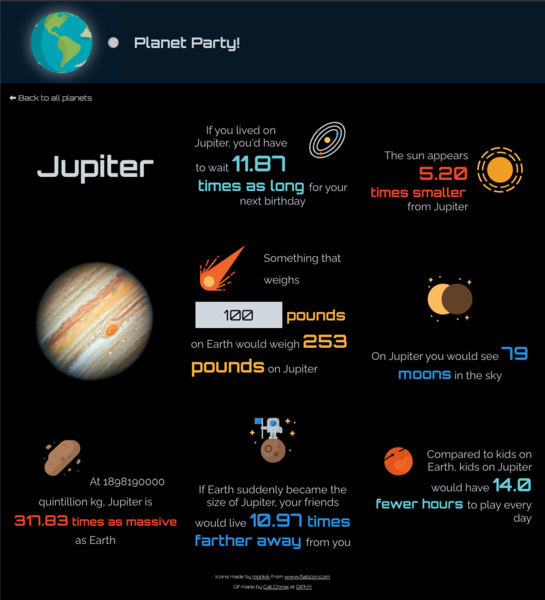 Planet Party!
⬅ Back to all planets
Jupiter
If you lived on
Jupiter, you'd have
to wait 11.87
times as long for your
next birthday
The sun appears
5.20
times smaller
from Jupiter
Something that
weighs
100 pounds
on Earth would weigh 253
pounds on Jupiter
On Jupiter you would see 79
moons in the sky
At 1898190000
quintillion kg, Jupiter is
317.83 times as massive
as Earth
If Earth suddenly became the
size of Jupiter, your friends
would live 10.97 times
farther away from you
Compared to kids on
Earth, kids on Jupiter
would have 14.0
fewer hours to play every
day
Icons made by monkik from www.flaticon.com
Gif made by Cat Chmas at GIPHY